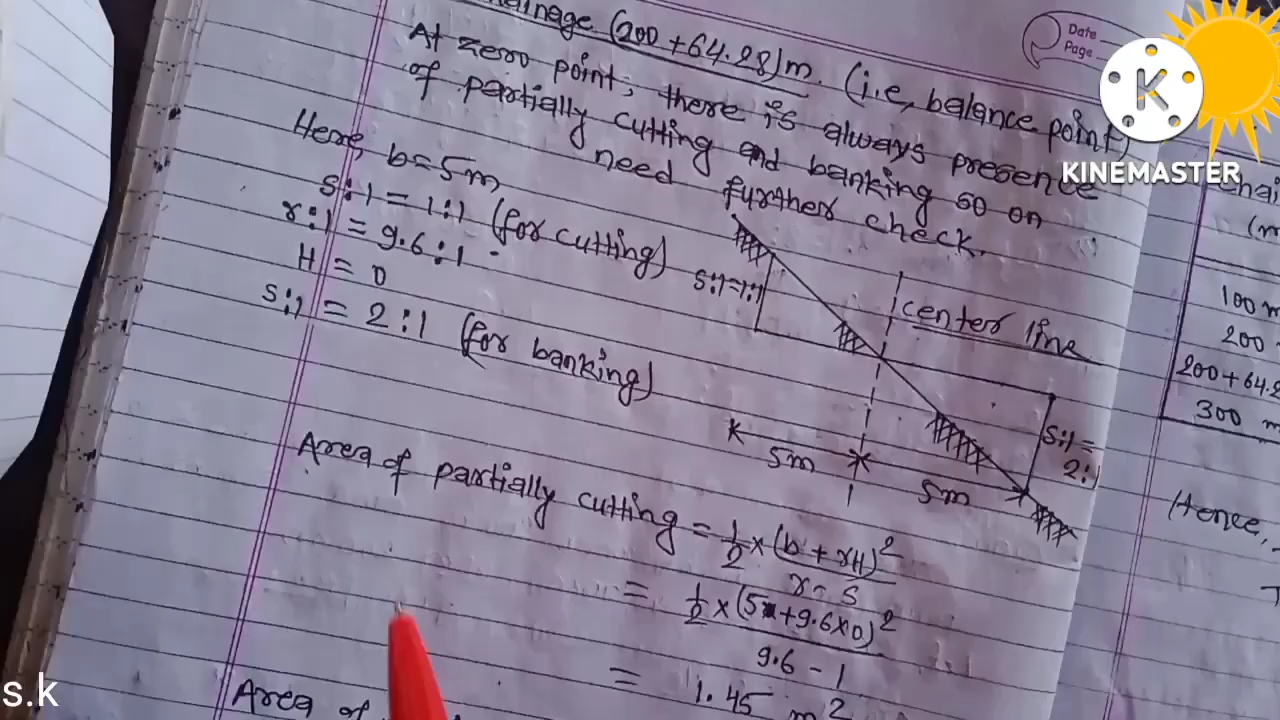 (200 + 64.28)m. (i.e, balance point)
At zero point, there is always presence
of partially cutting and banking so on
need further check.
Here, b = 5m
S:1 = 1:1 (for cutting)
r:1 = 9.6:1
H = 0
S:1 = 2:1 (for banking)
S:1=1:1
center line
S:1 =
2:1
5m
5m
Area of partially cutting = 1/2 × (b + rH)² / r - s
= 1/2 × (5 + 9.6×0)² / 9.6 - 1
= 1.45 m²
Area of
Date
Page
K
KINEMASTER
(m
100 m
200
200 + 64.2
300 m
Hence,
s.k